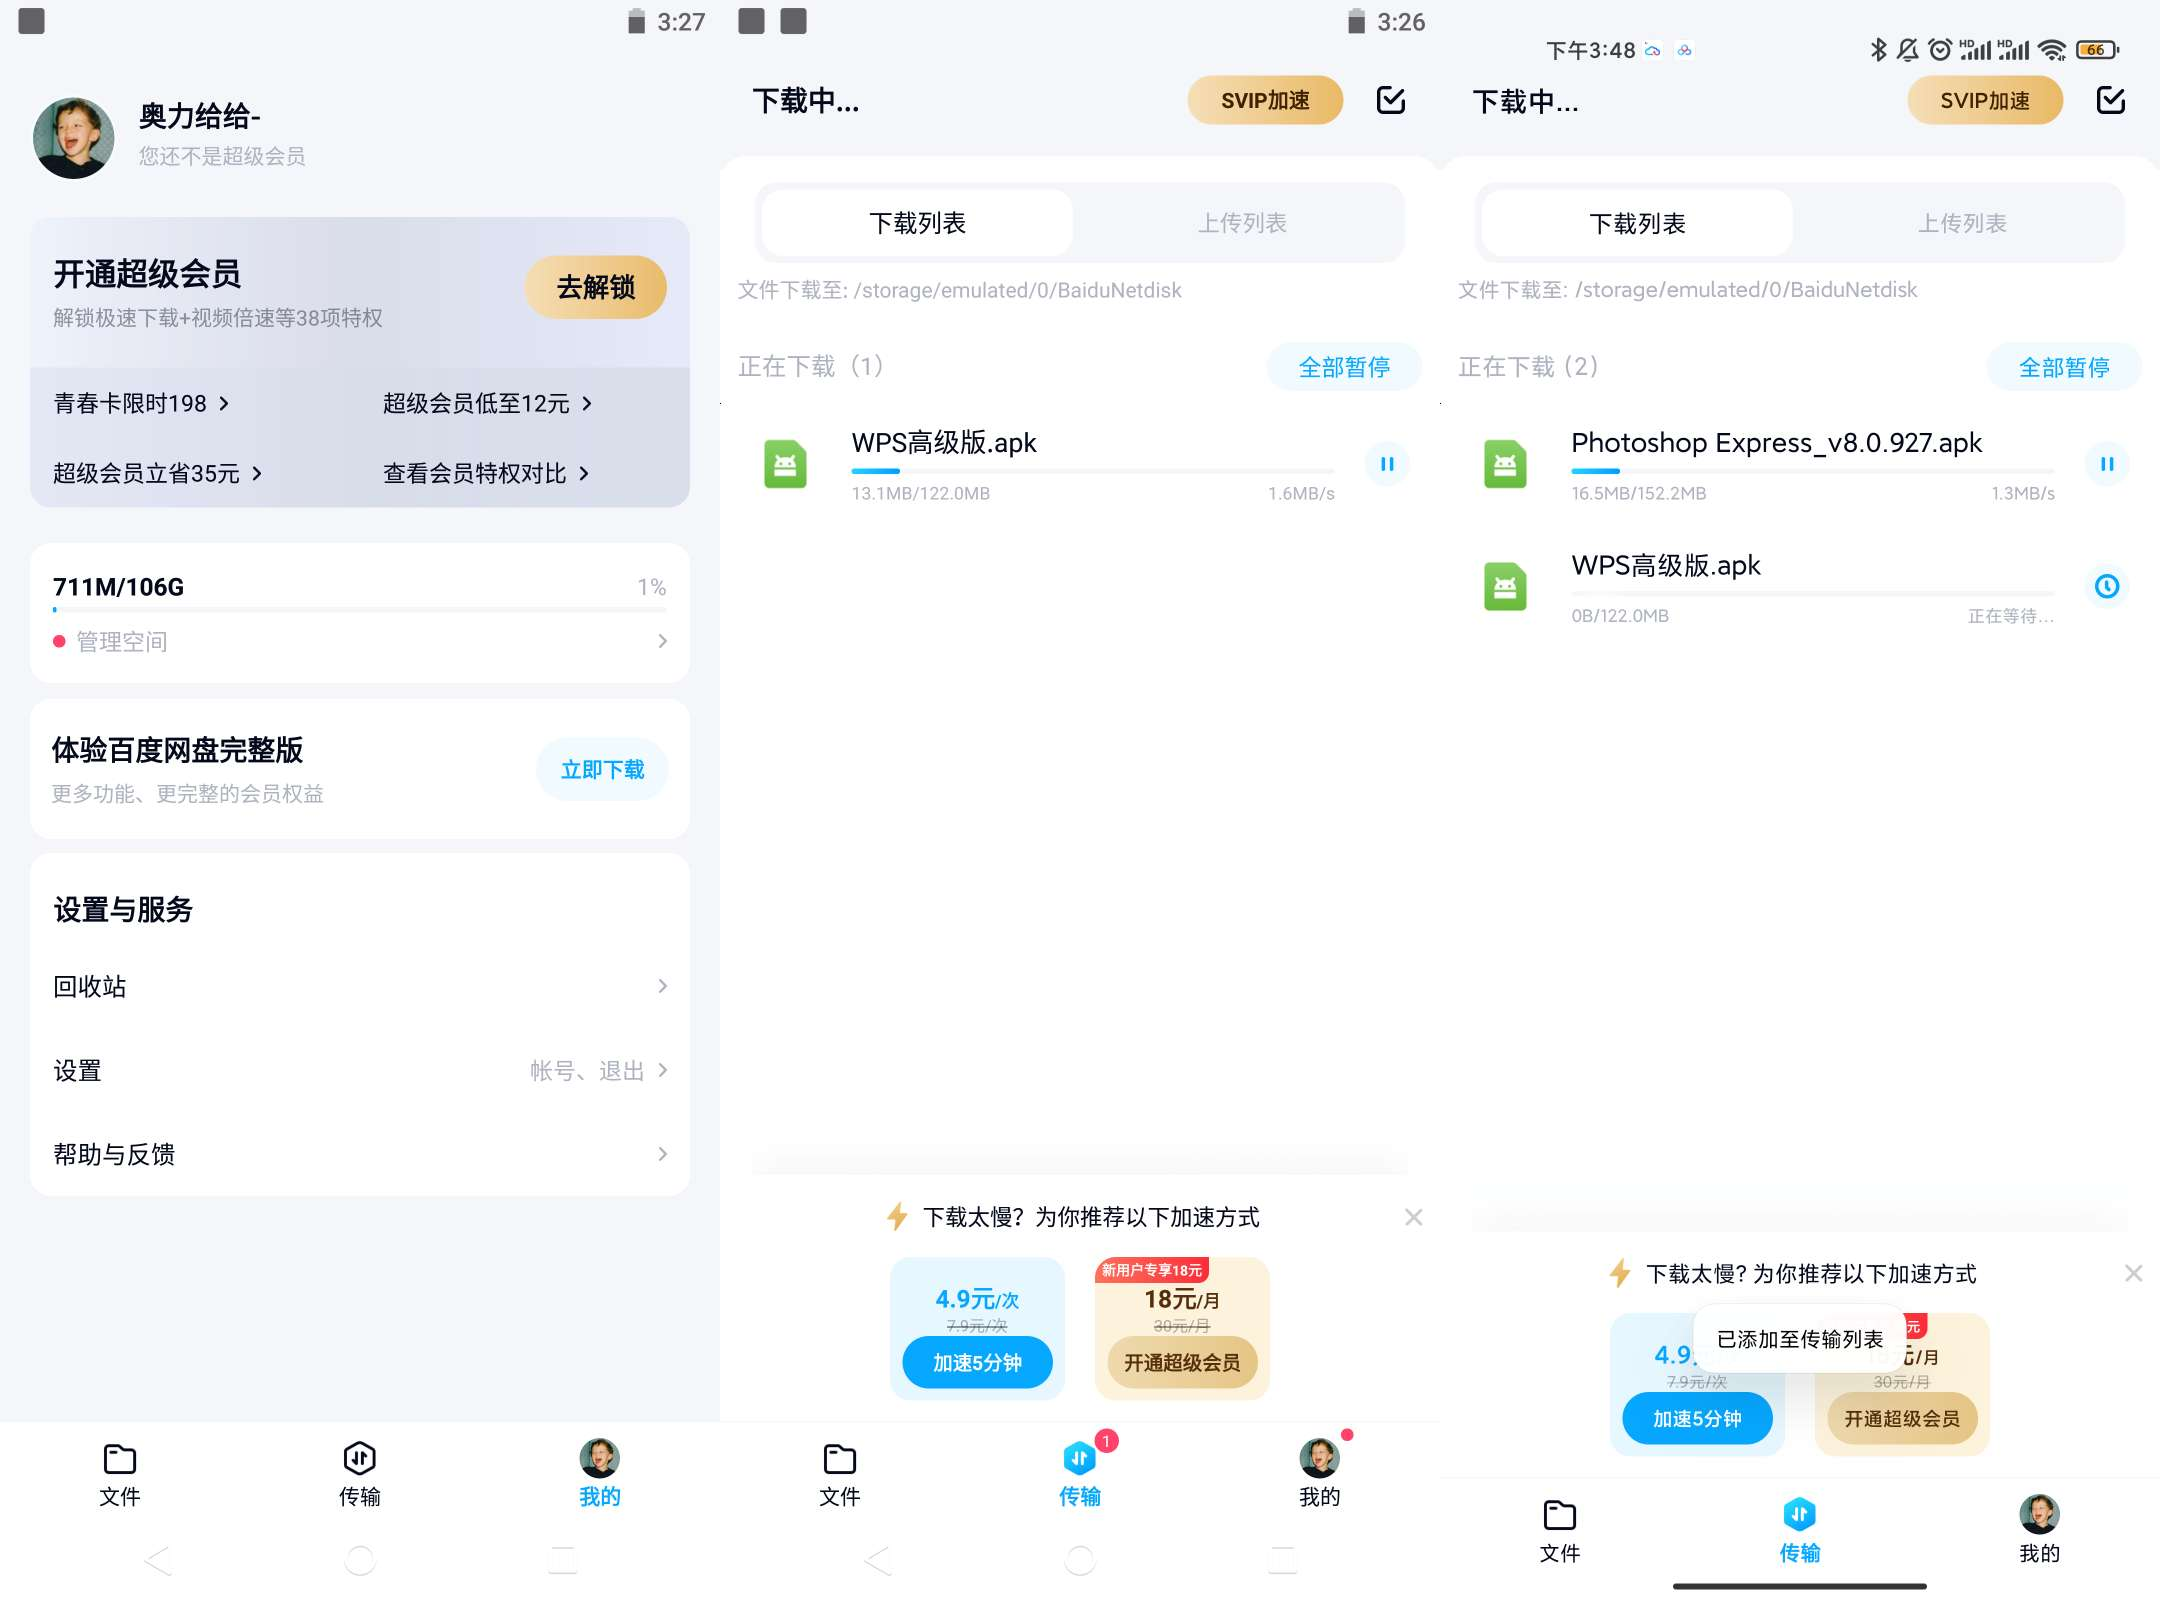 3:27
奥力给给-
您还不是超级会员
开通超级会员
去解锁
解锁极速下载+视频倍速等38项特权
青春卡限时198
超级会员低至12元
超级会员立省35元
查看会员特权对比
711M/106G
1%
管理空间
体验百度网盘完整版
立即下载
更多功能、更完整的会员权益
设置与服务
回收站
设置
帐号、退出
帮助与反馈
文件
传输
我的
3:26
下载中...
SVIP加速
下载列表
上传列表
文件下载至: /storage/emulated/0/BaiduNetdisk
正在下载（1）
全部暂停
WPS高级版.apk
13.1MB/122.0MB
1.6MB/s
下载太慢？为你推荐以下加速方式
4.9元/次
7.9元/次
加速5分钟
新用户专享18元
18元/月
30元/月
开通超级会员
文件
1
传输
我的
下午3:48
HD
HD
66
下载中...
SVIP加速
下载列表
上传列表
文件下载至: /storage/emulated/0/BaiduNetdisk
正在下载 (2)
全部暂停
Photoshop Express_v8.0.927.apk
16.5MB/152.2MB
1.3MB/s
WPS高级版.apk
0B/122.0MB
正在等待...
下载太慢? 为你推荐以下加速方式
已添加至传输列表
元
4.9
7.9元/次
加速5分钟
元/月
30元/月
开通超级会员
文件
传输
我的